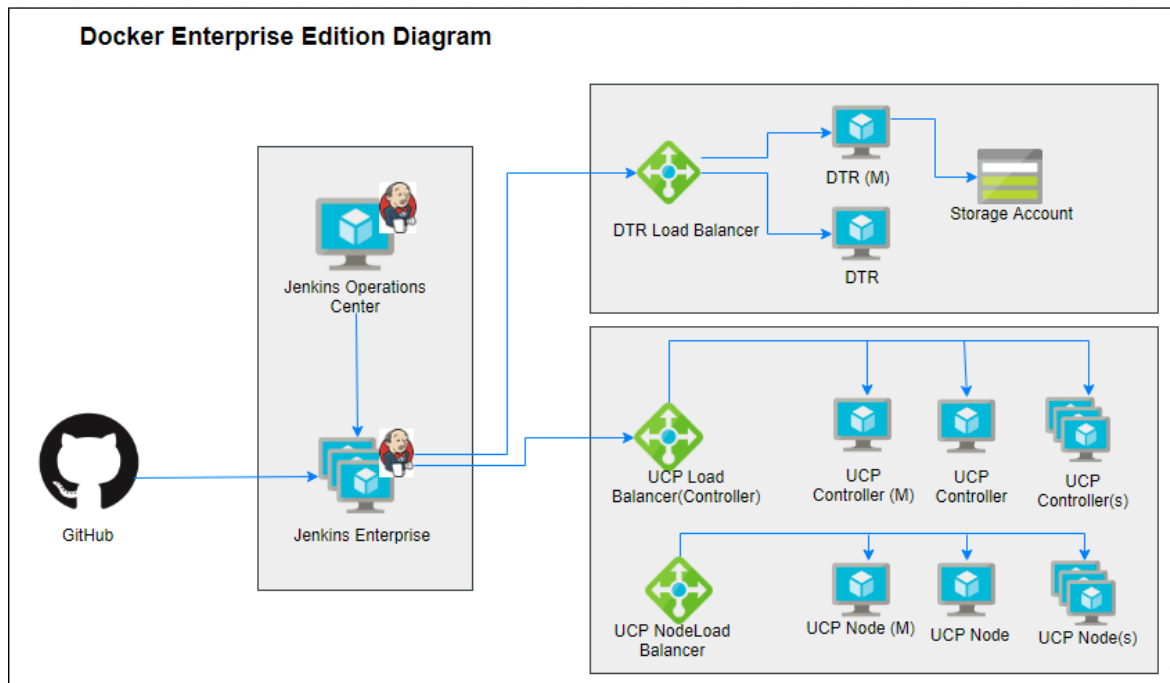 Docker Enterprise Edition Diagram
DTR (M)
Storage Account
DTR Load Balancer
DTR
Jenkins Operations
Center
GitHub
Jenkins Enterprise
UCP Load
Balancer(Controller)
UCP
Controller (M)
UCP
Controller
UCP
Controller(s)
UCP NodeLoad
Balancer
UCP Node (M)
UCP Node
UCP Node(s)